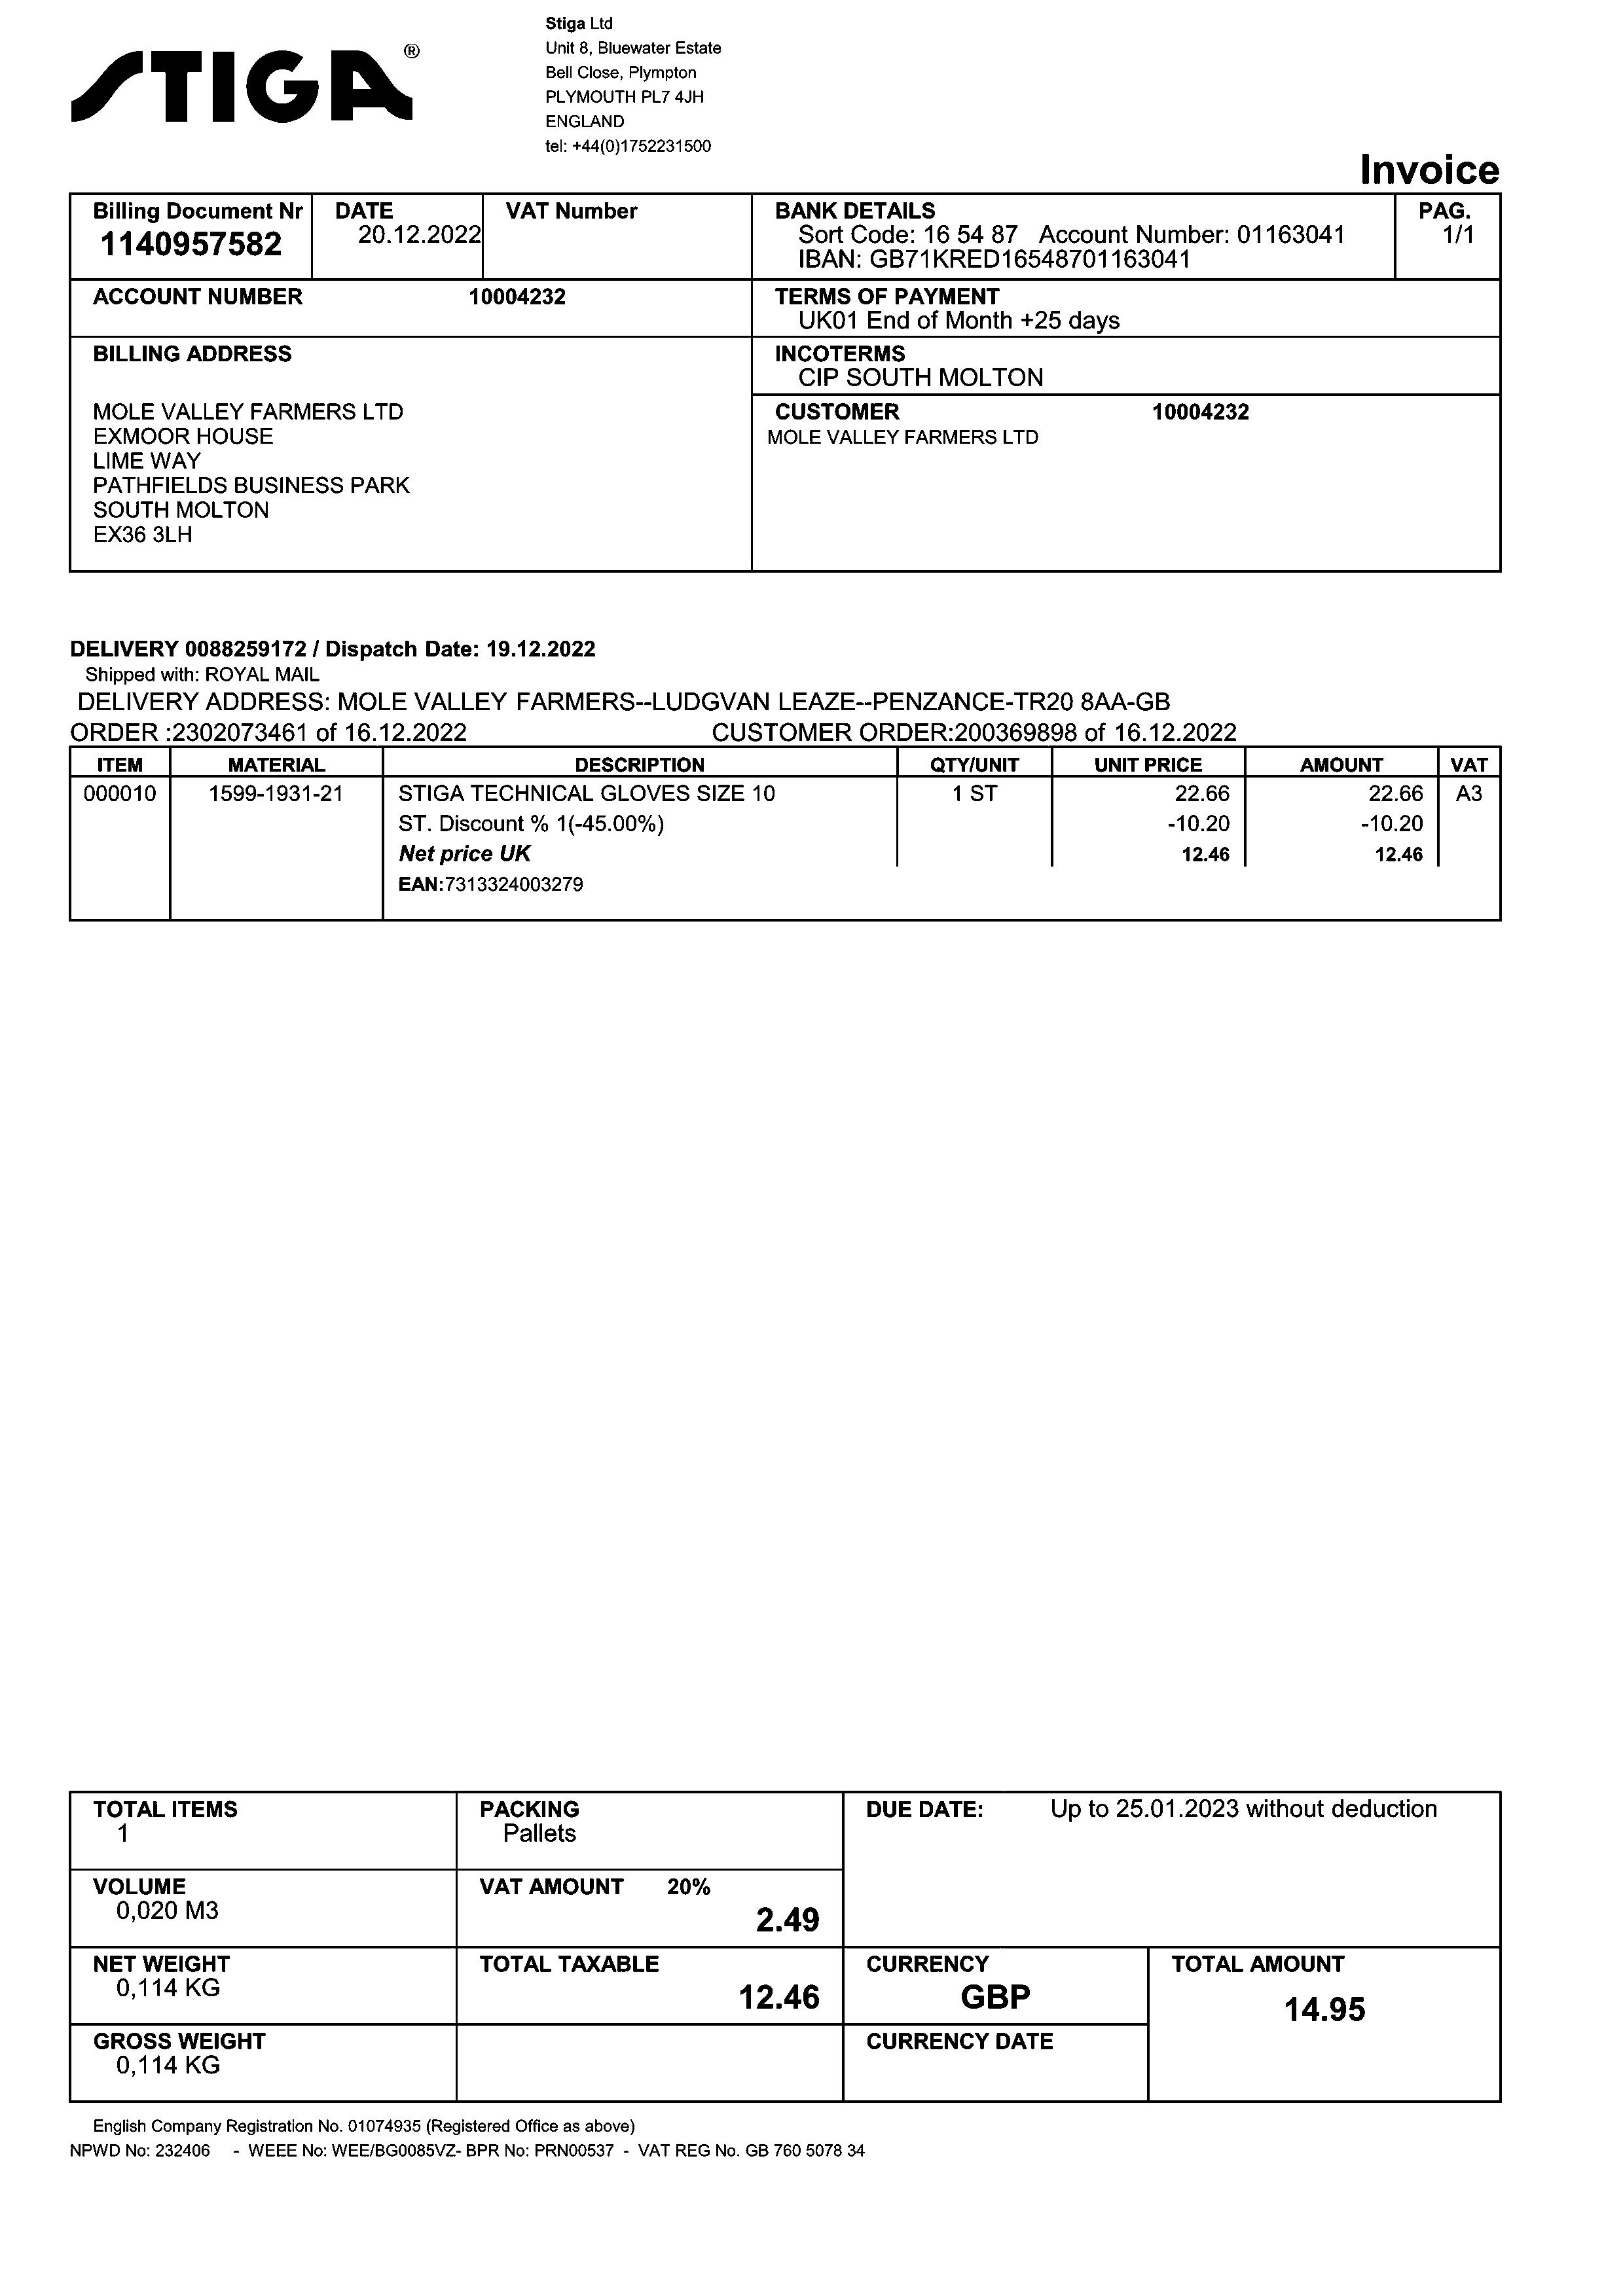 STIGA®
Stiga Ltd
Unit 8, Bluewater Estate
Bell Close, Plympton
PLYMOUTH PL7 4JH
ENGLAND
tel: +44(0)1752231500
Invoice
Billing Document Nr DATE VAT Number BANK DETAILS PAG.
1140957582 20.12.2022 Sort Code: 16 54 87 Account Number: 01163041 1/1
IBAN: GB71KRED16548701163041
ACCOUNT NUMBER 10004232 TERMS OF PAYMENT
UK01 End of Month +25 days
BILLING ADDRESS INCOTERMS
CIP SOUTH MOLTON
MOLE VALLEY FARMERS LTD CUSTOMER 10004232
EXMOOR HOUSE MOLE VALLEY FARMERS LTD
LIME WAY
PATHFIELDS BUSINESS PARK
SOUTH MOLTON
EX36 3LH
DELIVERY 0088259172 / Dispatch Date: 19.12.2022
Shipped with: ROYAL MAIL
DELIVERY ADDRESS: MOLE VALLEY FARMERS--LUDGVAN LEAZE--PENZANCE-TR20 8AA-GB
ORDER :2302073461 of 16.12.2022 CUSTOMER ORDER:200369898 of 16.12.2022
ITEM MATERIAL DESCRIPTION QTY/UNIT UNIT PRICE AMOUNT VAT
000010 1599-1931-21 STIGA TECHNICAL GLOVES SIZE 10 1 ST 22.66 22.66 A3
ST. Discount % 1(-45.00%) -10.20 -10.20
Net price UK 12.46 12.46
EAN:7313324003279
TOTAL ITEMS PACKING DUE DATE: Up to 25.01.2023 without deduction
1 Pallets
VOLUME VAT AMOUNT 20%
0,020 M3 2.49
NET WEIGHT TOTAL TAXABLE CURRENCY TOTAL AMOUNT
0,114 KG 12.46 GBP 14.95
GROSS WEIGHT CURRENCY DATE
0,114 KG
English Company Registration No. 01074935 (Registered Office as above)
NPWD No: 232406 - WEEE No: WEE/BG0085VZ- BPR No: PRN00537 - VAT REG No. GB 760 5078 34